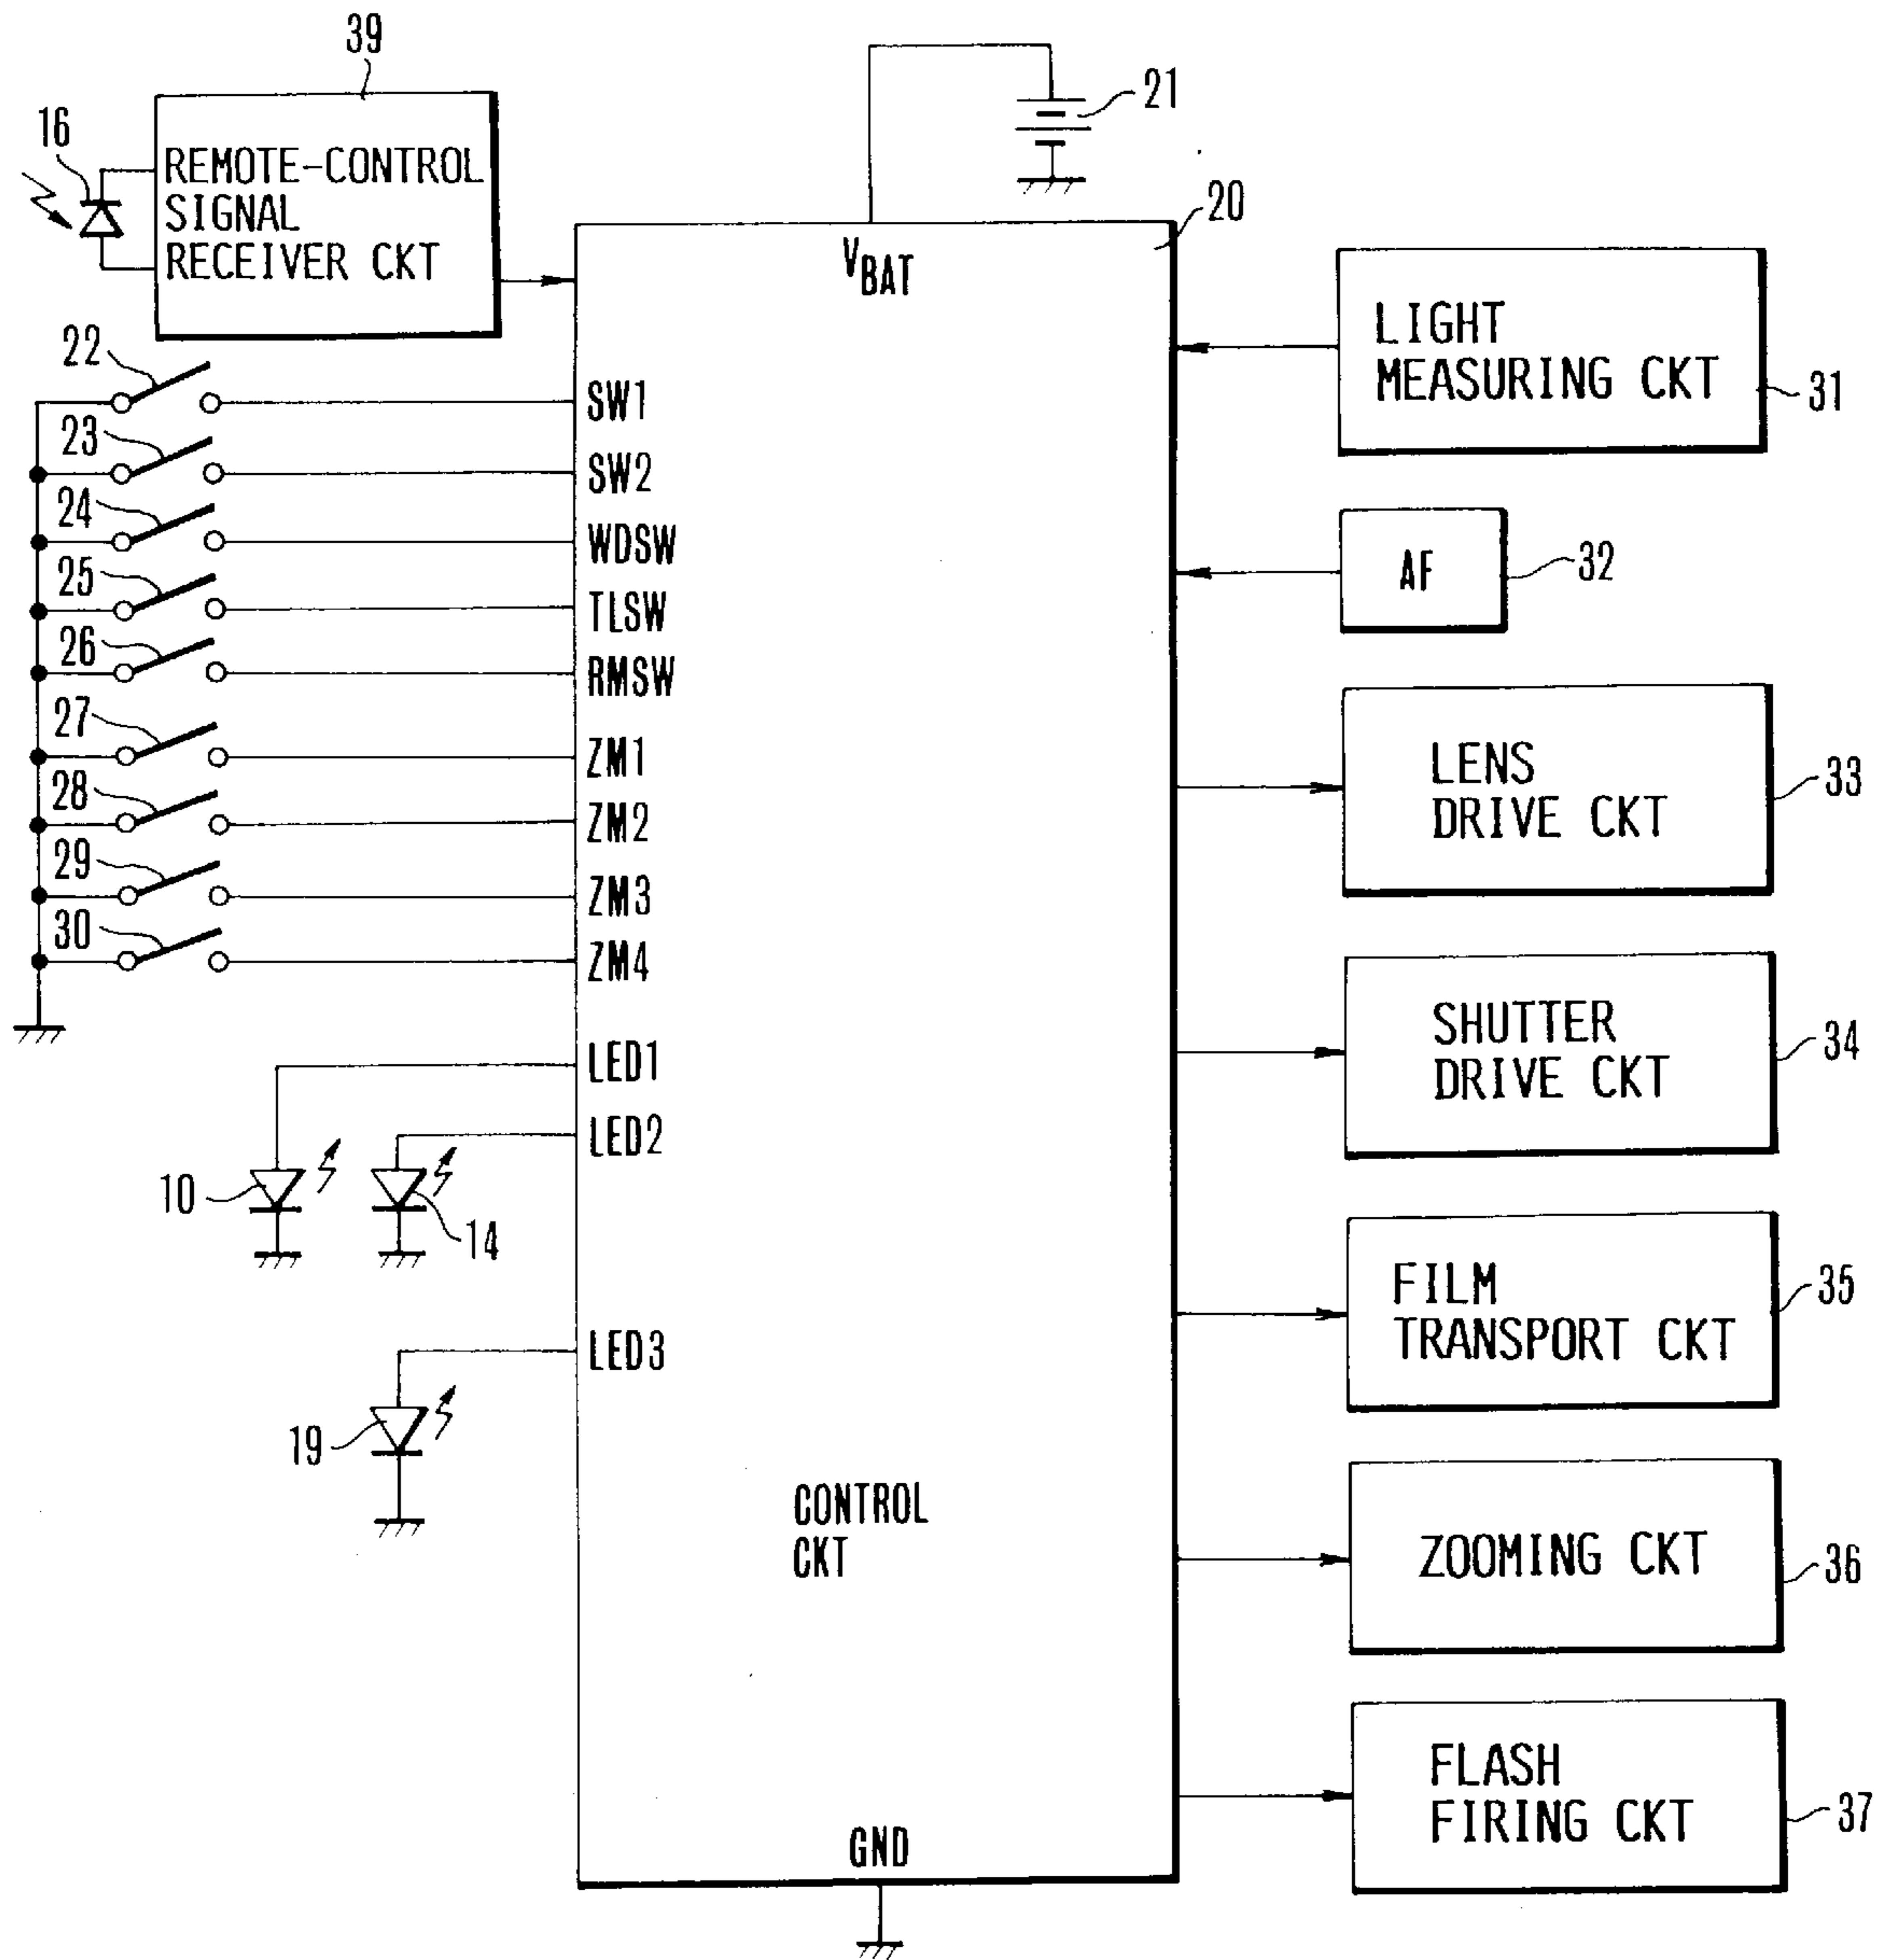 39
16
REMOTE-CONTROL
SIGNAL
RECEIVER CKT
21
20
VBAT
LIGHT
MEASURING CKT
31
22
SW1
23
SW2
24
WDSW
25
TLSW
26
RMSW
27
ZM1
28
ZM2
29
ZM3
30
ZM4
AF
32
LENS
DRIVE CKT
33
SHUTTER
DRIVE CKT
34
LED1
LED2
10
14
LED3
19
FILM
TRANSPORT CKT
35
CONTROL
CKT
ZOOMING CKT
36
FLASH
FIRING CKT
37
GND